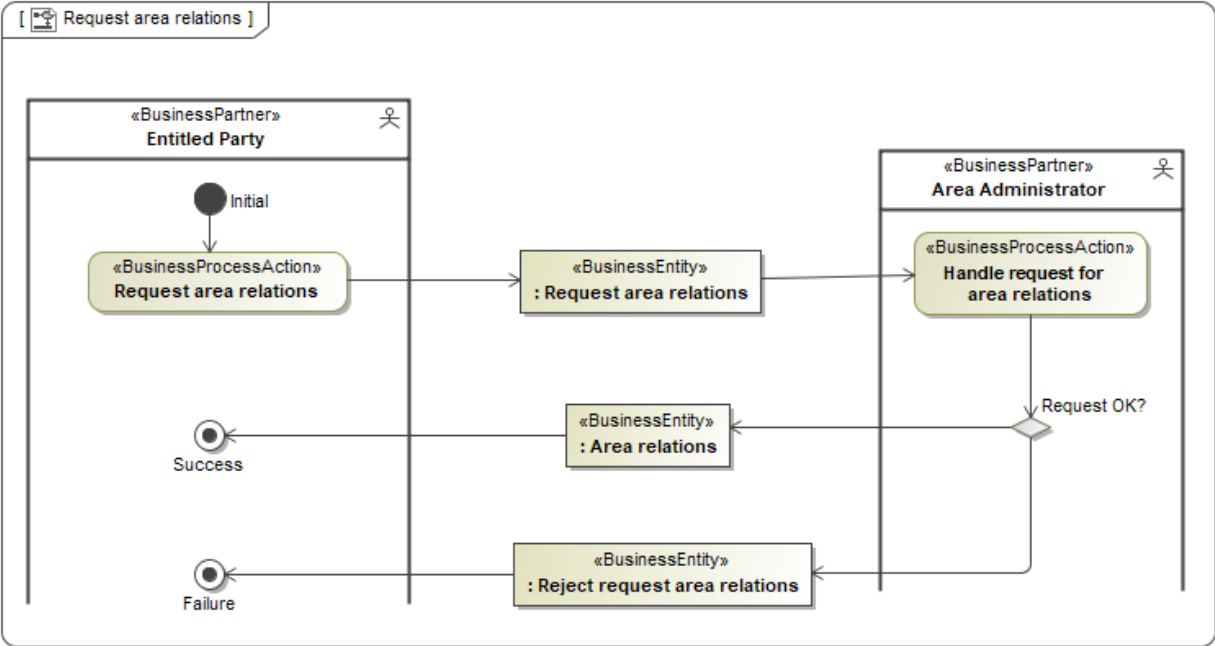 [ Request area relations ]
«BusinessPartner»
Entitled Party
«BusinessPartner»
Area Administrator
Initial
«BusinessProcessAction»
Request area relations
«BusinessEntity»
: Request area relations
«BusinessProcessAction»
Handle request for
area relations
Request OK?
«BusinessEntity»
: Area relations
Success
«BusinessEntity»
: Reject request area relations
Failure